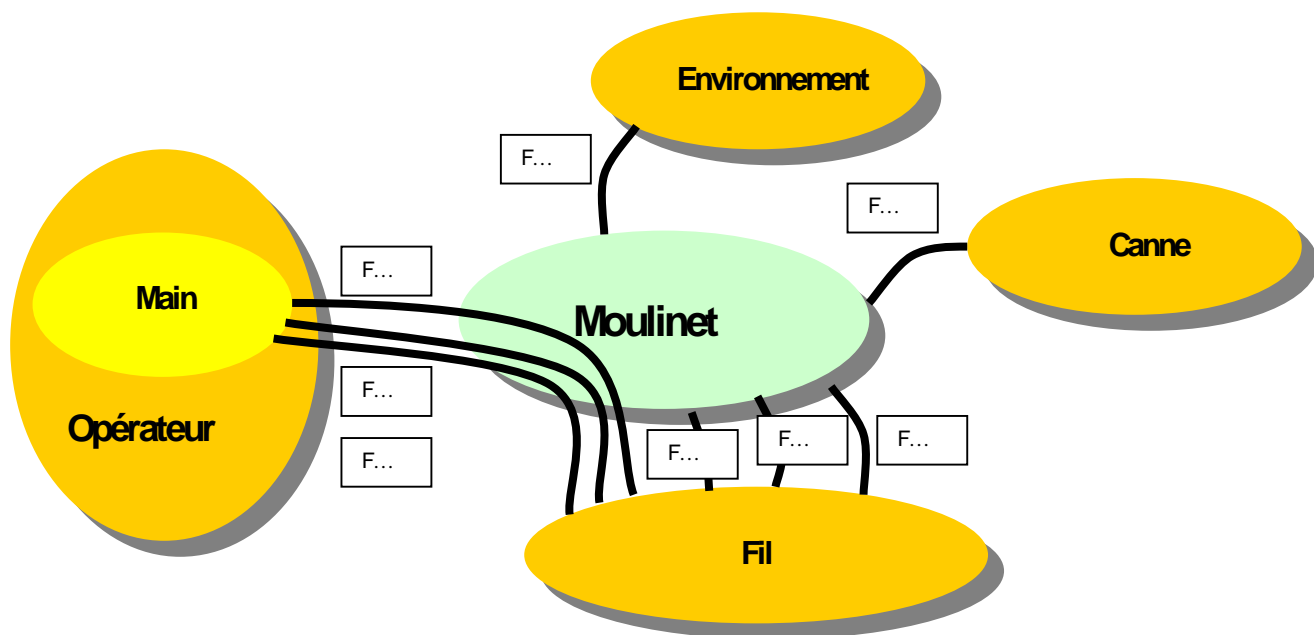 Environnement
F…
F…
Canne
F…
Main
Moulinet
F…
Opérateur
F…
F…
F…
F…
Fil